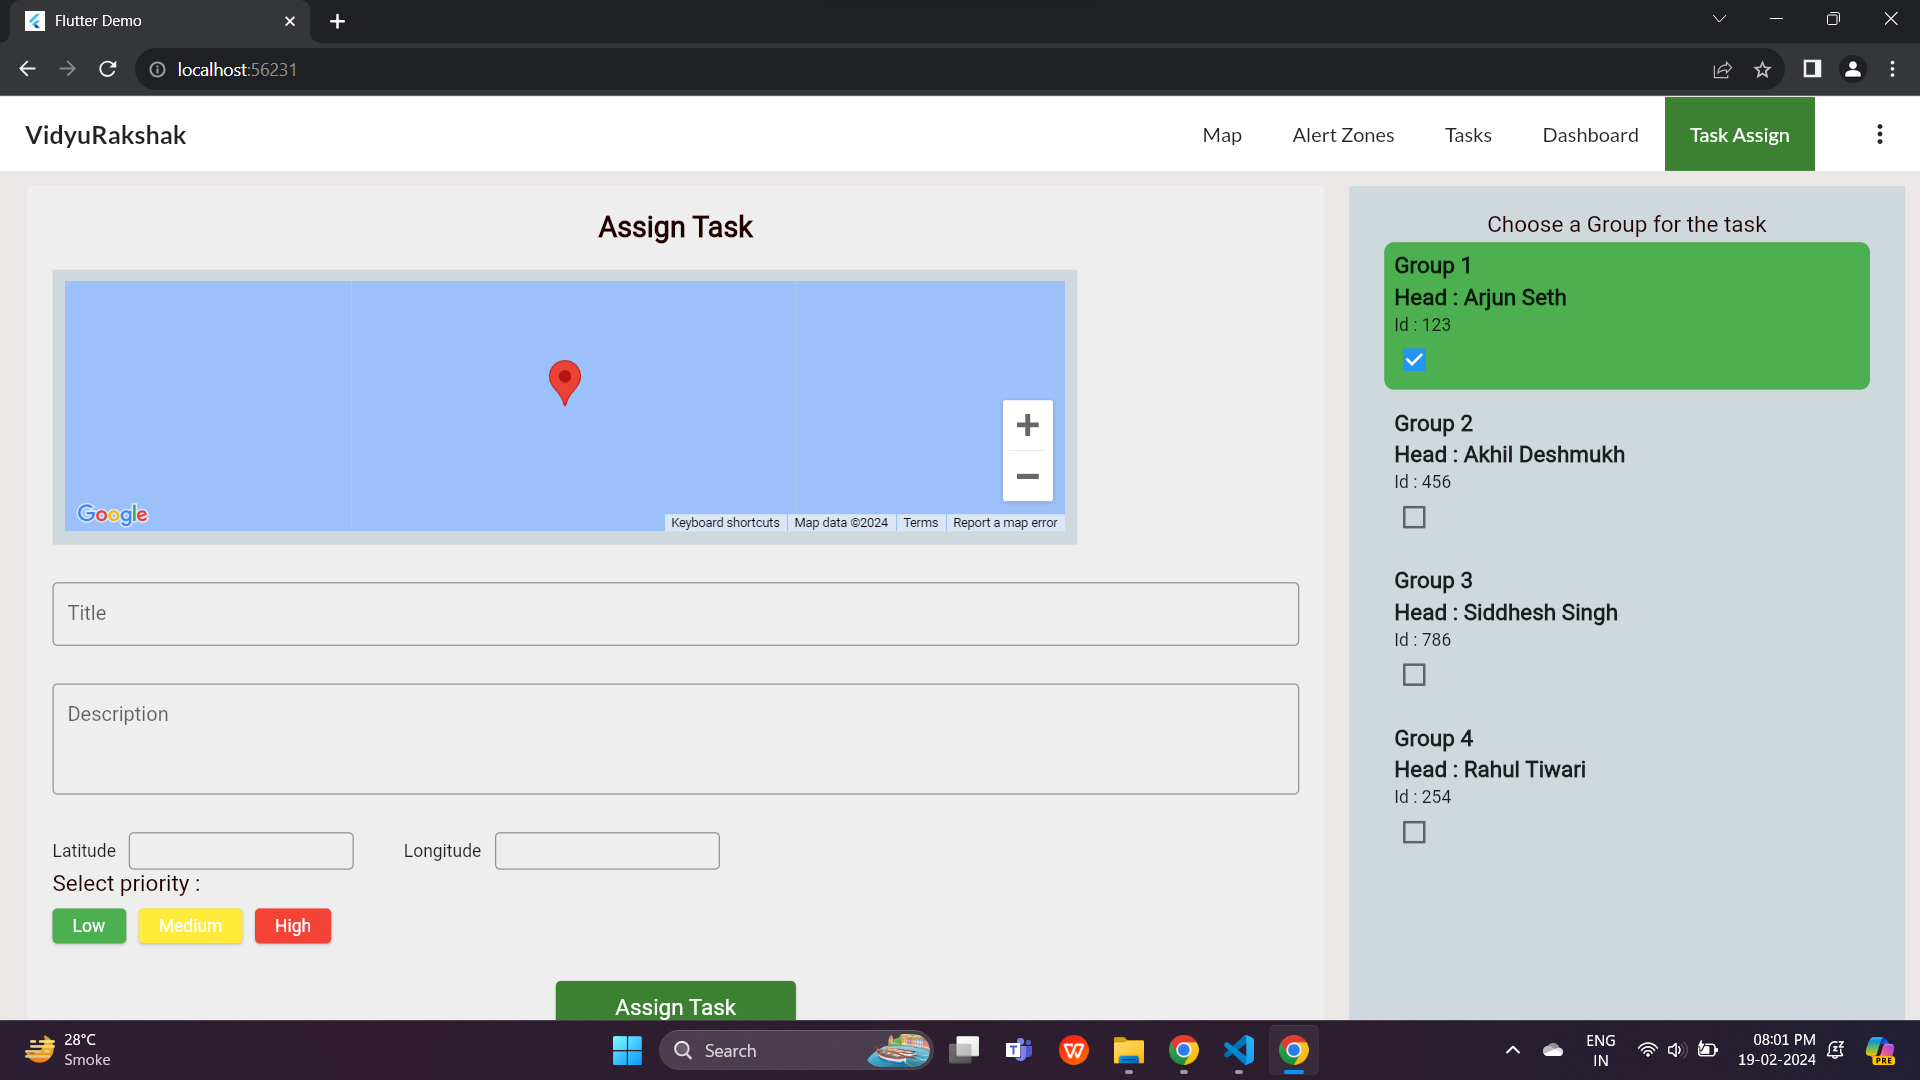 Flutter Demo
localhost:56231
VidyuRakshak
Map
Alert Zones
Tasks
Dashboard
Task Assign
Assign Task
Google
Keyboard shortcuts
Map data ©2024
Terms
Report a map error
Title
Description
Latitude
Longitude
Select priority :
Low
Medium
High
Assign Task
Choose a Group for the task
Group 1
Head : Arjun Seth
Id : 123
Group 2
Head : Akhil Deshmukh
Id : 456
Group 3
Head : Siddhesh Singh
Id : 786
Group 4
Head : Rahul Tiwari
Id : 254
28°C
Smoke
Search
ENG
IN
08:01 PM
19-02-2024
PRE